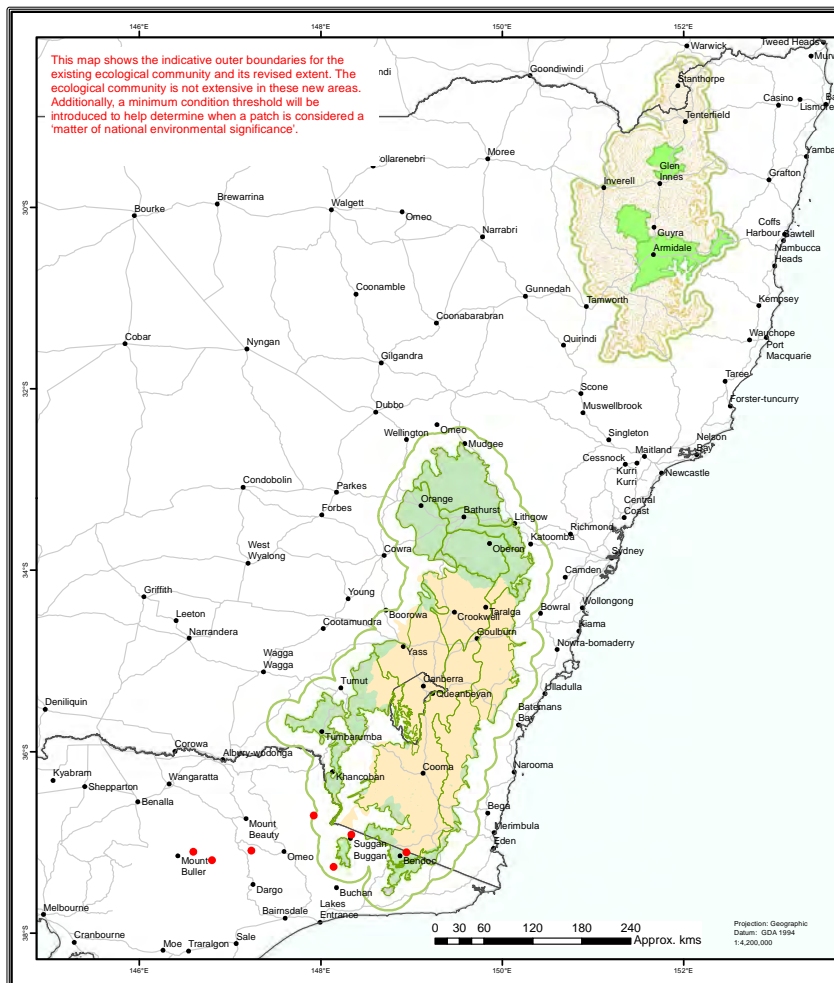 146°E 148°E 150°E 152°E
This map shows the indicative outer boundaries for the
existing ecological community and its revised extent. The
ecological community is not extensive in these new areas.
Additionally, a minimum condition threshold will be
introduced to help determine when a patch is considered a
'matter of national environmental significance'.
ndi
Goondiwindi
Warwick
Tweed Heads
Murw
Stanthorpe
Casino
Lismore
Ba
Tenterfield
ollarenebri
Moree
Yamba
Glen
Innes
Inverell
Grafton
30°S
Bourke
Brewarrina
Walgett
Omeo
Narrabri
Guyra
Armidale
Coffs
Harbour
Sawtell
Nambucca
Heads
Coonamble
Gunnedah
Tamworth
Kempsey
Coonabarabran
Cobar
Nyngan
Quirindi
Wauchope
Port
Macquarie
Gilgandra
Taree
32°S
Scone
Dubbo
Muswellbrook
Forster-tuncurry
Wellington
Omeo
Mudgee
Singleton
Maitland
Nelson
Bay
Cessnock
Kurri
Kurri
Newcastle
Condobolin
Parkes
Orange
Bathurst
Lithgow
Central
Coast
Forbes
Richmond
Katoomba
Oberon
Sydney
West
Wyalong
Cowra
34°S
Camden
Griffith
Young
Taralga
Wollongong
Leeton
Boorowa
Crookwell
Bowral
Kiama
Narrandera
Cootamundra
Goulburn
Nowfra-bomaderry
Yass
Wagga
Wagga
Tumut
Canberra
Queanbeyan
Ulladulla
Deniliquin
Batemans
Bay
Tumbarumba
36°S
Corowa
Albury-wodonga
Narooma
Kyabram
Shepparton
Wangaratta
Khancoban
Cooma
Benalla
Bega
Mount
Beauty
Merimbula
Eden
Mount
Buller
Omeo
Suggan
Buggan
Bendoc
Dargo
Buchan
Melbourne
Bairnsdale
Lakes
Entrance
38°S
Cranbourne
Moe
Traralgon
Sale
0 30 60 120 180 240
Approx. kms
Projection: Geographic
Datum: GDA 1994
1:4,200,000
146°E 148°E 150°E 152°E